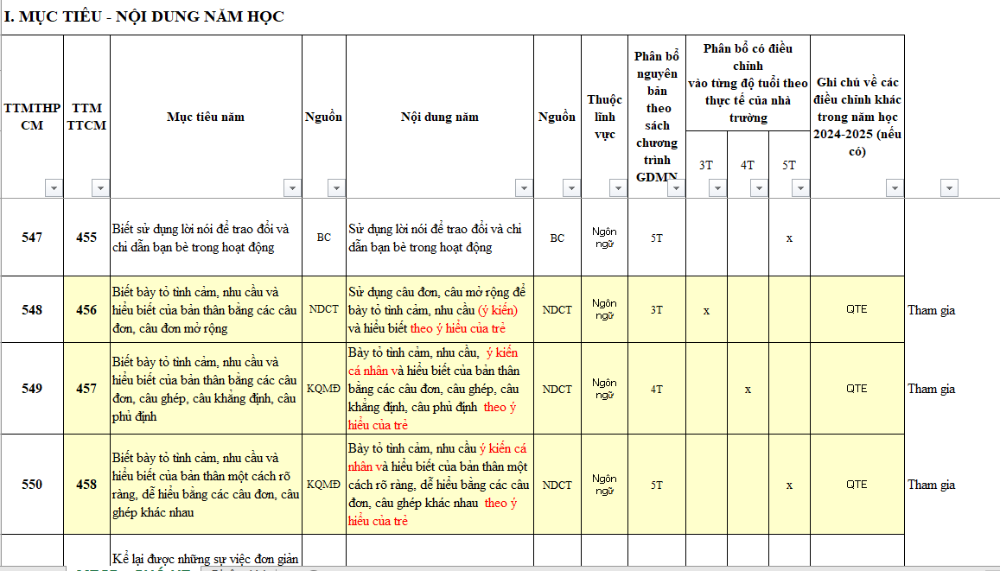 I. MỤC TIÊU - NỘI DUNG NĂM HỌC
TTMTHP
CM
TTM
TTCM
Mục tiêu năm
Nguồn
Nội dung năm
Nguồn
Thuộc
lĩnh
vực
Phân bổ
nguyên
bản
theo
sách
chương
trình
GDMN
Phân bổ có điều
chỉnh
vào từng độ tuổi theo
thực tế của nhà
trường
3T
4T
5T
Ghi chú về các
điều chỉnh khác
trong năm học
2024-2025 (nếu
có)
547
455
Biết sử dụng lời nói để trao đổi và
chỉ dẫn bạn bè trong hoạt động
BC
Sử dụng lời nói để trao đổi và chỉ
dẫn bạn bè trong hoạt động
BC
Ngôn
ngữ
5T
x
548
456
Biết bày tỏ tình cảm, nhu cầu và
hiểu biết của bản thân bằng các câu
đơn, câu đơn mở rộng
NDCT
Sử dụng câu đơn, câu mở rộng để
bày tỏ tình cảm, nhu cầu (ý kiến)
và hiểu biết theo ý hiểu của trẻ
NDCT
Ngôn
ngữ
3T
x
QTE
Tham gia
549
457
Biết bày tỏ tình cảm, nhu cầu và
hiểu biết của bản thân bằng các câu
đơn, câu ghép, câu khẳng định, câu
phủ định
KQMĐ
Bày tỏ tình cảm, nhu cầu, ý kiến
cá nhân và hiểu biết của bản thân
bằng các câu đơn, câu ghép, câu
khẳng định, câu phủ định theo ý
hiểu của trẻ
NDCT
Ngôn
ngữ
4T
x
QTE
Tham gia
550
458
Biết bày tỏ tình cảm, nhu cầu và
hiểu biết của bản thân một cách rõ
ràng, dễ hiểu bằng các câu đơn, câu
ghép khác nhau
KQMĐ
Bày tỏ tình cảm, nhu cầu ý kiến cá
nhân và hiểu biết của bản thân một
cách rõ ràng, dễ hiểu bằng các câu
đơn, câu ghép khác nhau theo ý
hiểu của trẻ
NDCT
Ngôn
ngữ
5T
x
QTE
Tham gia
Kể lại được những sự việc đơn giản